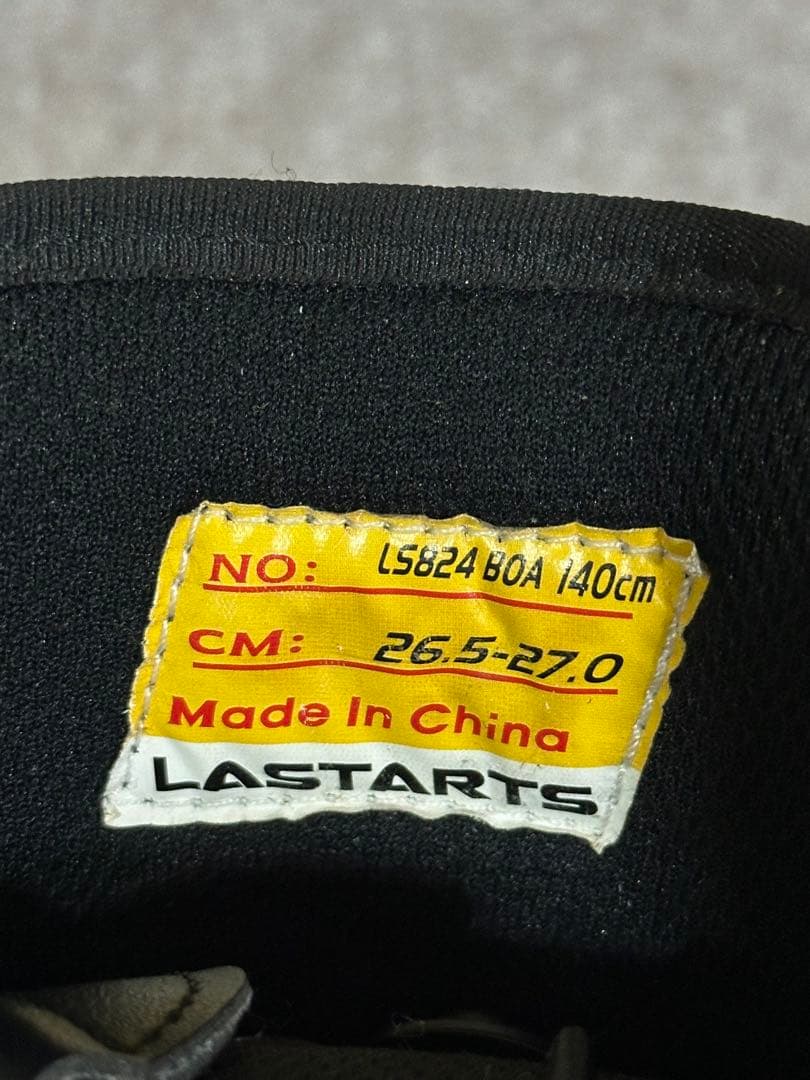 NO: LS824 BOA 140cm
CM: 26.5-27.0
Made In China
LASTARTS